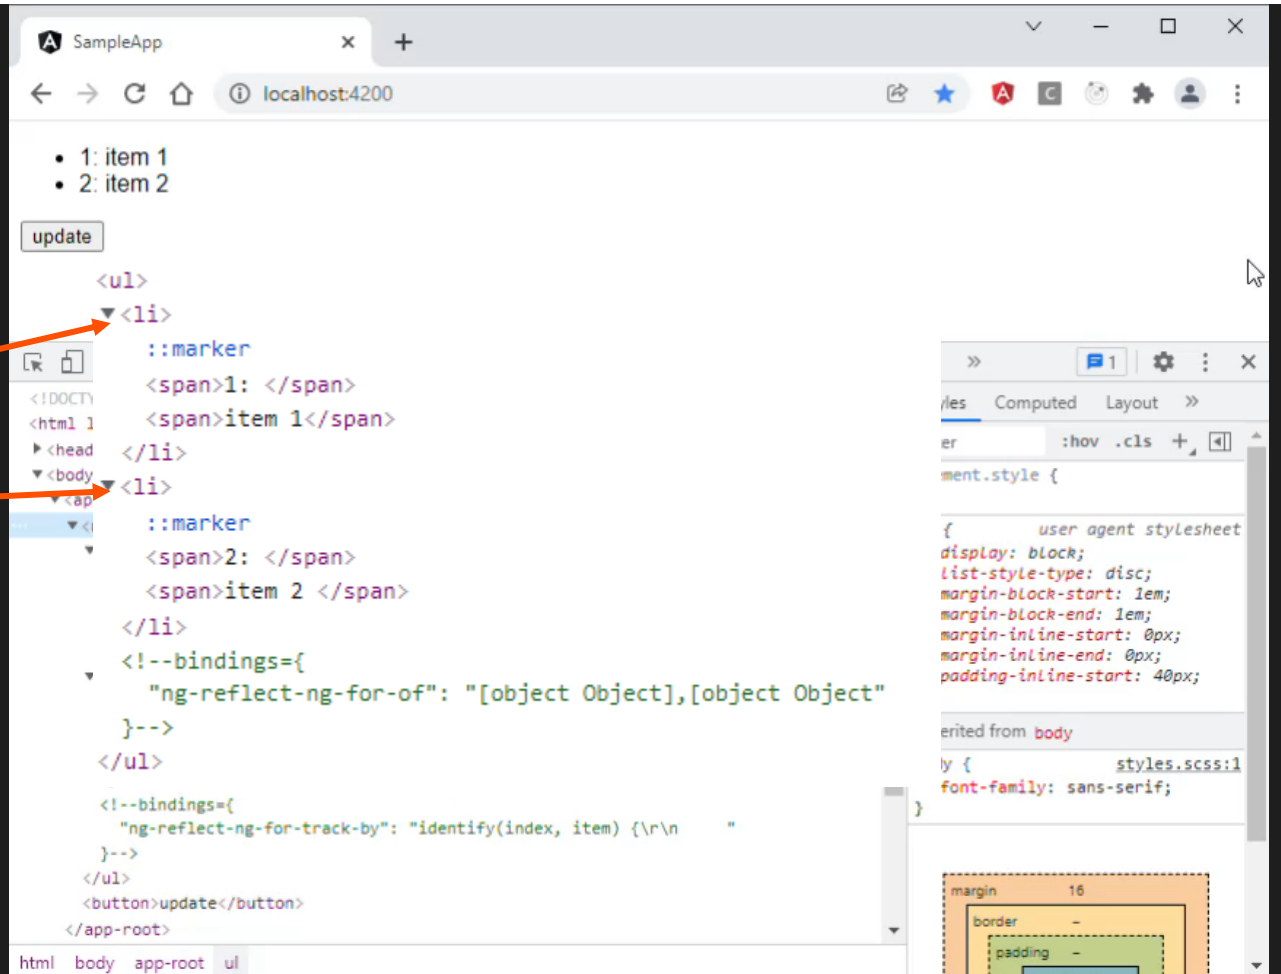 SampleApp
localhost:4200
C
• 1: item 1
• 2: item 2
update
<ul>
▼<li>
::marker
<span>1: </span>
<span>item 1</span>
</li>
▼<li>
::marker
<span>2: </span>
<span>item 2 </span>
</li>
<!--bindings={
"ng-reflect-ng-for-of": "[object Object],[object Object"
}-->
</ul>
<!DOCTY
<html l
▶<head
▼<body
▼<ap
<!--bindings={
"ng-reflect-ng-for-track-by": "identify(index, item) {\r\n     "
}-->
</ul>
<button>update</button>
</app-root>
html body app-root ul
» 1
yles Computed Layout »
er :hov .cls +
ment.style {
{ user agent stylesheet
display: block;
list-style-type: disc;
margin-block-start: 1em;
margin-block-end: 1em;
margin-inline-start: 0px;
margin-inline-end: 0px;
padding-inline-start: 40px;
erited from body
y { styles.scss:1
font-family: sans-serif;
}
margin 16
border –
padding –